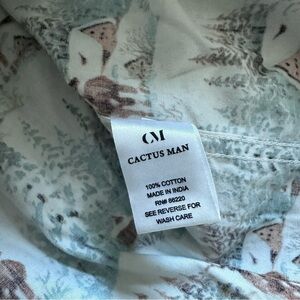 CM
CACTUS MAN
100% COTTON
MADE IN INDIA
RN# 86220
SEE REVERSE FOR
WASH CARE